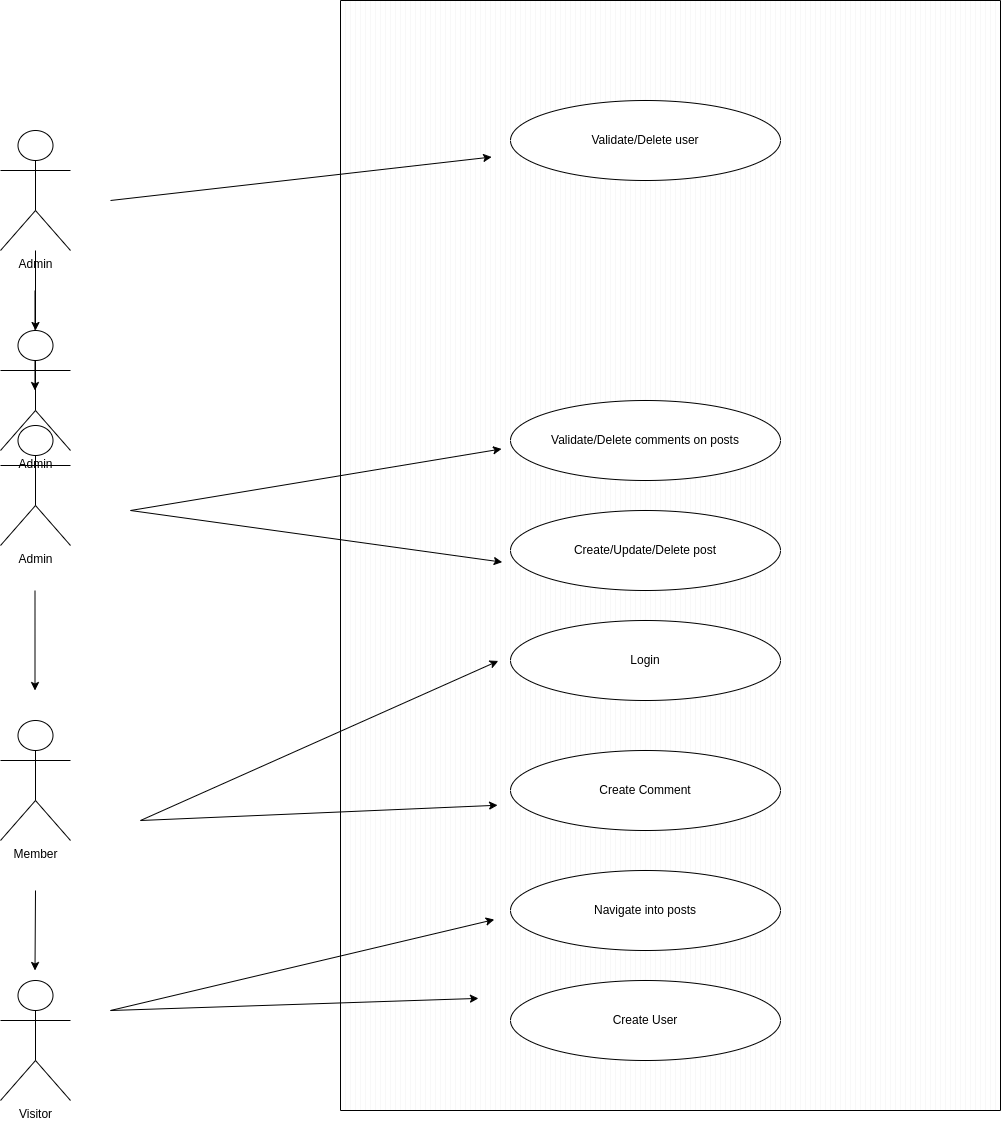 Validate/Delete user
Admin
Validate/Delete comments on posts
Admin
Create/Update/Delete post
Admin
Login
Create Comment
Member
Navigate into posts
Create User
Visitor